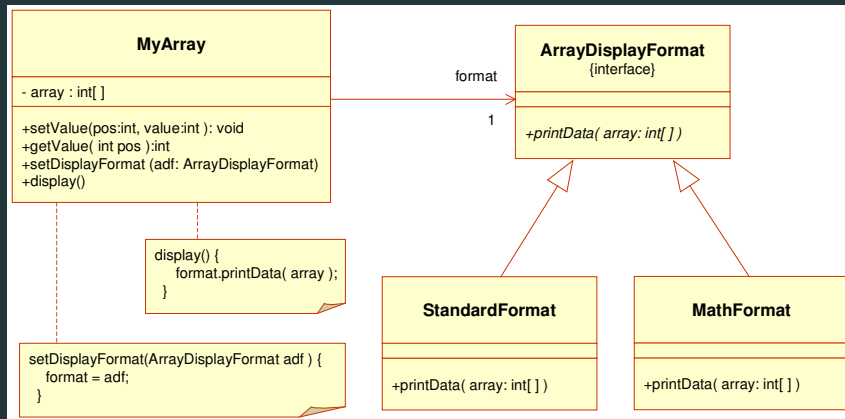 MyArray
- array : int[ ]
+setValue(pos:int, value:int ): void
+getValue( int pos ):int
+setDisplayFormat (adf: ArrayDisplayFormat)
+display()
format
1
ArrayDisplayFormat
{interface}
+printData( array: int[ ] )
display() {
format.printData( array );
}
setDisplayFormat(ArrayDisplayFormat adf ) {
format = adf;
}
StandardFormat
+printData( array: int[ ] )
MathFormat
+printData( array: int[ ] )